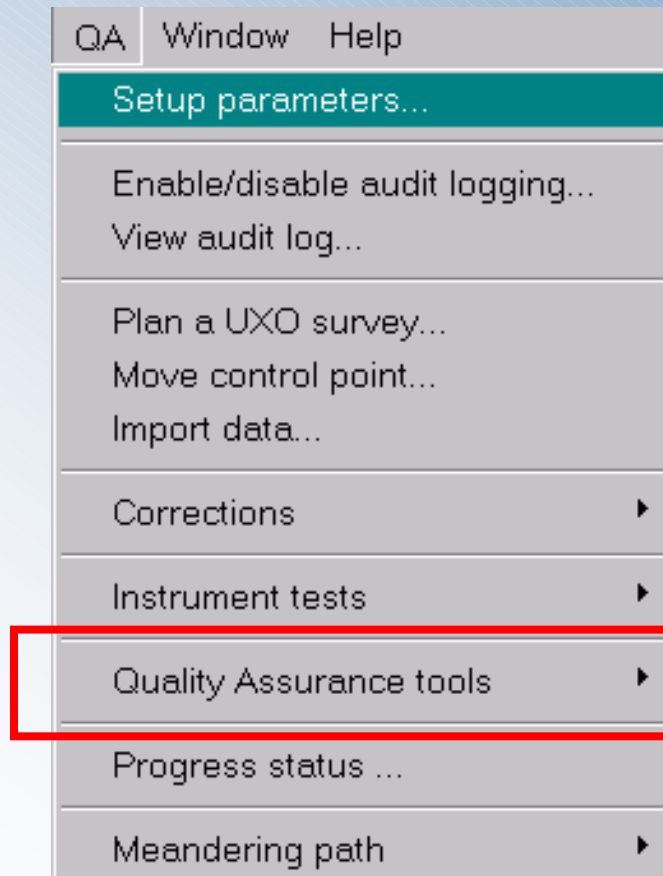 QA Window Help
Setup parameters...
Enable/disable audit logging...
View audit log...
Plan a UXO survey...
Move control point...
Import data...
Corrections
Instrument tests
Quality Assurance tools
Progress status ...
Meandering path